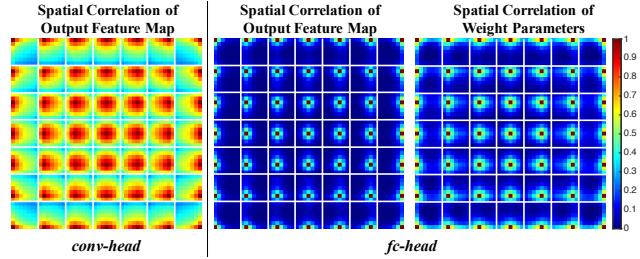 Spatial Correlation of
Output Feature Map
Spatial Correlation of
Output Feature Map
Spatial Correlation of
Weight Parameters
1
0.9
0.8
0.7
0.6
0.5
0.4
0.3
0.2
0.1
0
conv-head
fc-head